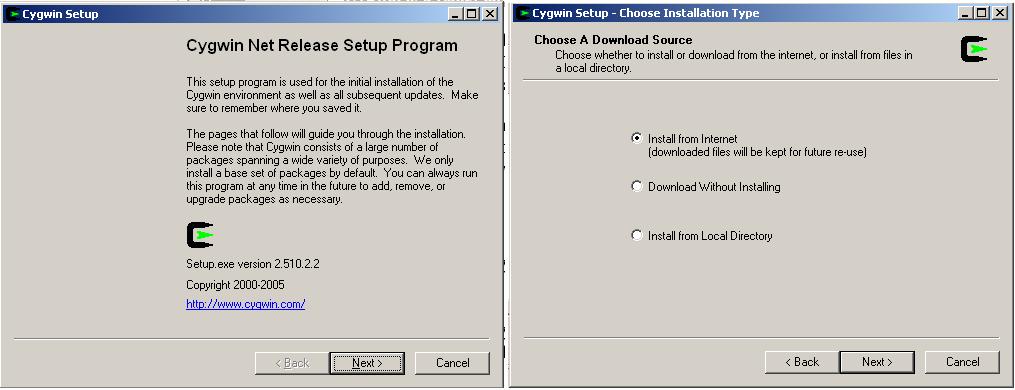 Cygwin Setup
Cygwin Net Release Setup Program
This setup program is used for the initial installation of the
Cygwin environment as well as all subsequent updates. Make
sure to remember where you saved it.
The pages that follow will guide you through the installation.
Please note that Cygwin consists of a large number of
packages spanning a wide variety of purposes. We only
install a base set of packages by default. You can always run
this program at any time in the future to add, remove, or
upgrade packages as necessary.
Setup.exe version 2.510.2.2
Copyright 2000-2005
http://www.cygwin.com/
< Back
Next >
Cancel
Cygwin Setup - Choose Installation Type
Choose A Download Source
Choose whether to install or download from the internet, or install from files in
a local directory.
Install from Internet
(downloaded files will be kept for future re-use)
Download Without Installing
Install from Local Directory
< Back
Next >
Cancel